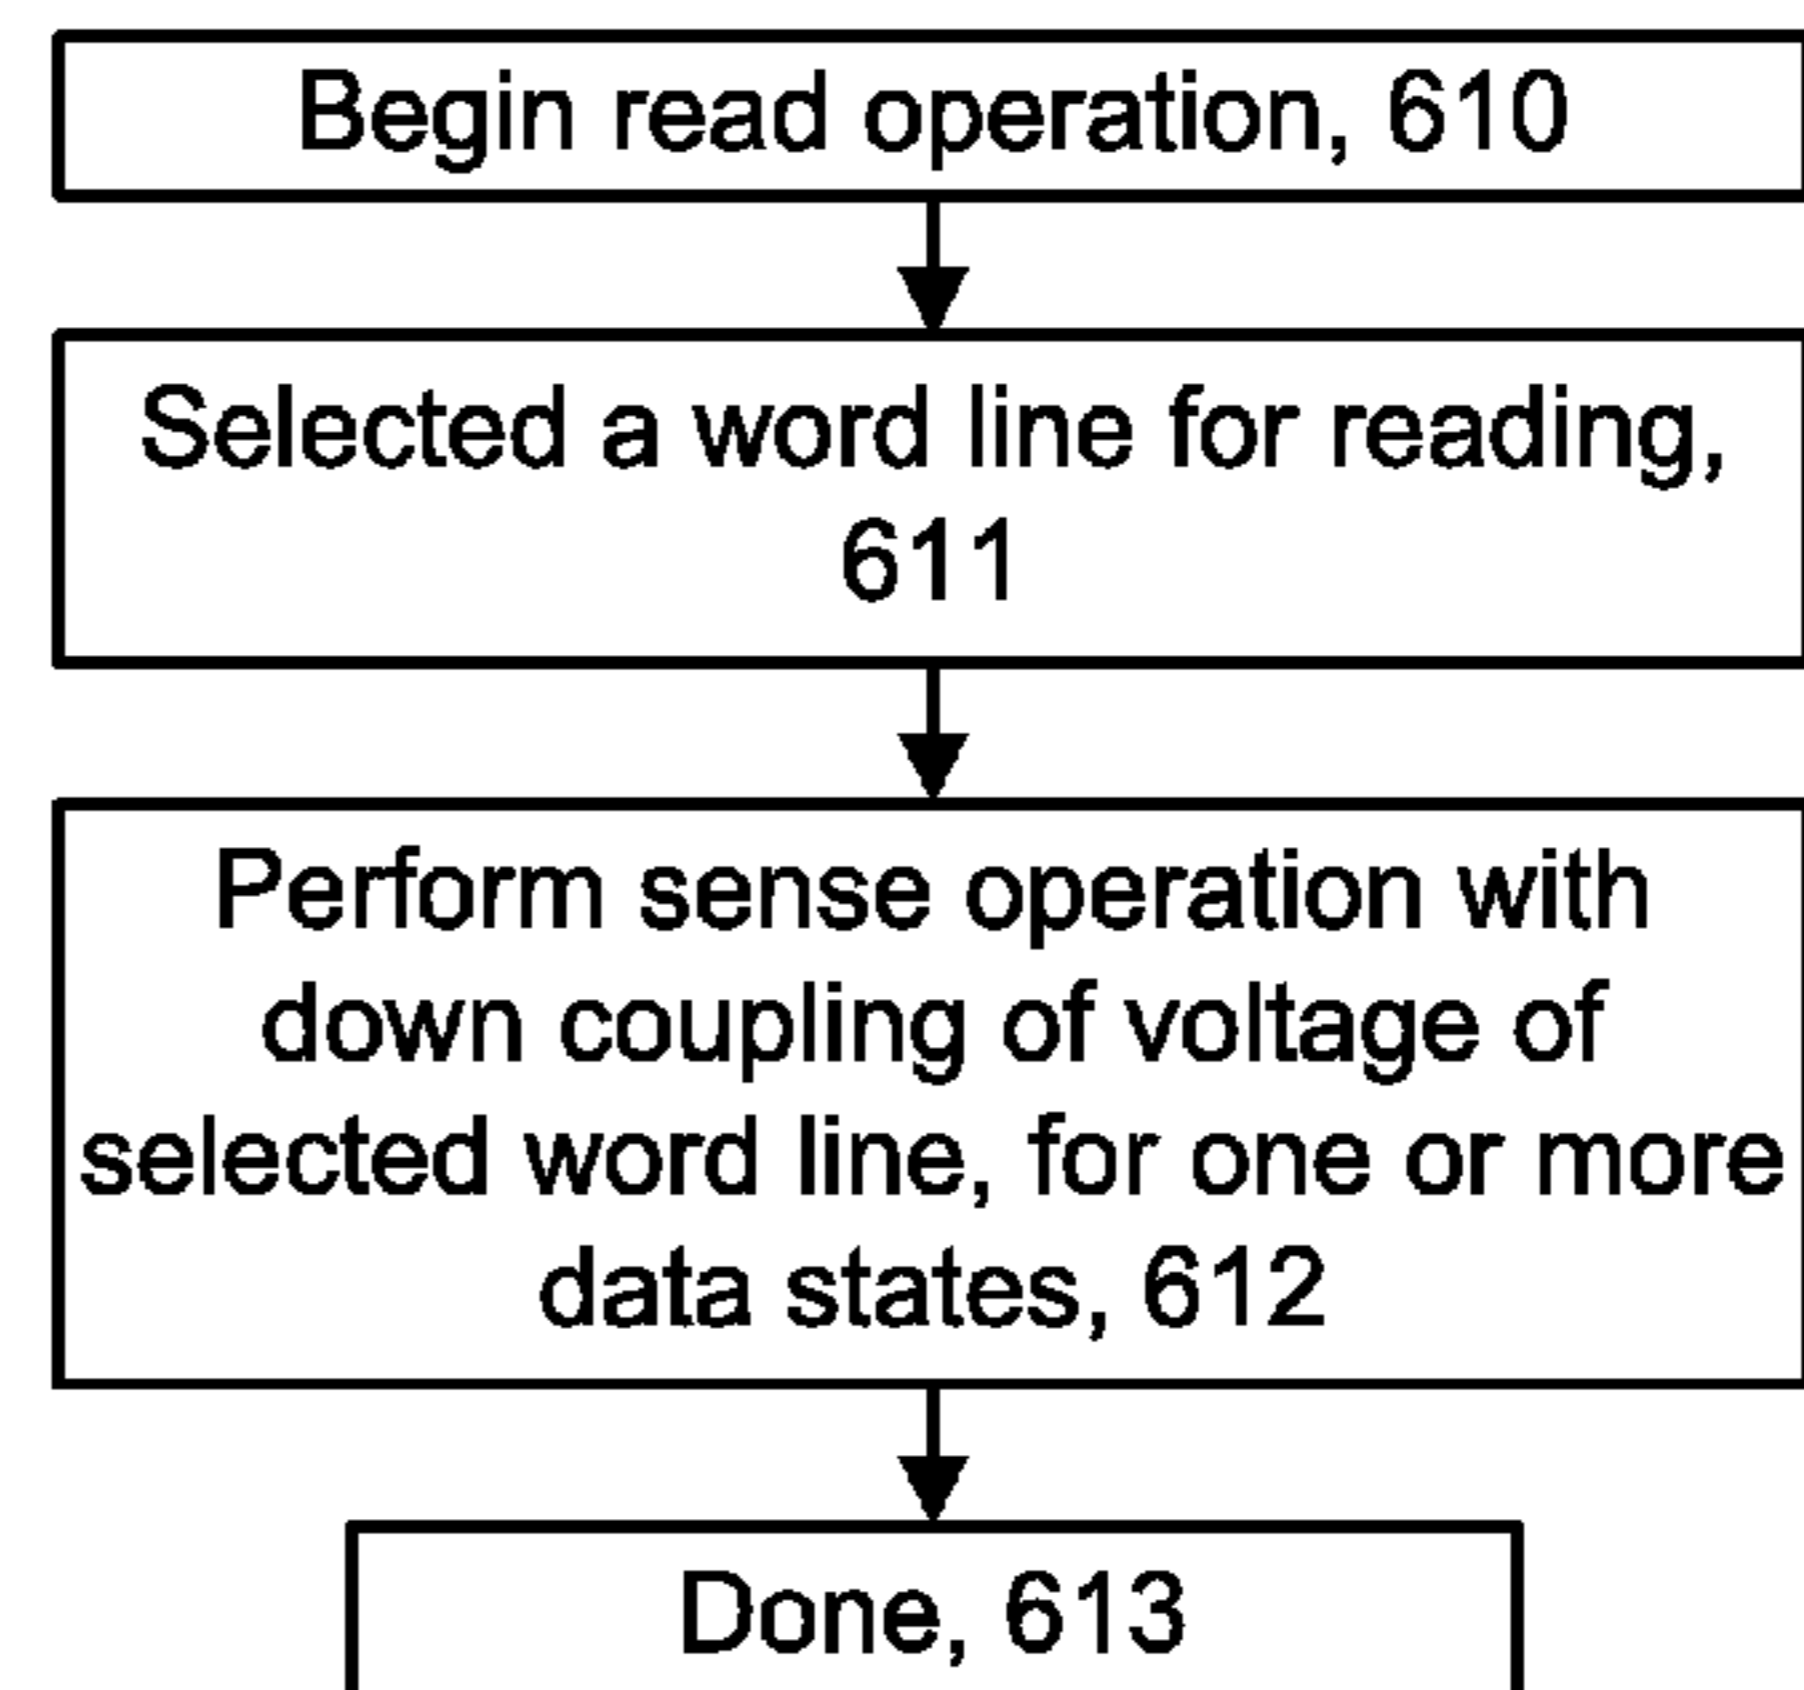 Begin read operation, 610
Selected a word line for reading,
611
Perform sense operation with
down coupling of voltage of
selected word line, for one or more
data states, 612
Done, 613